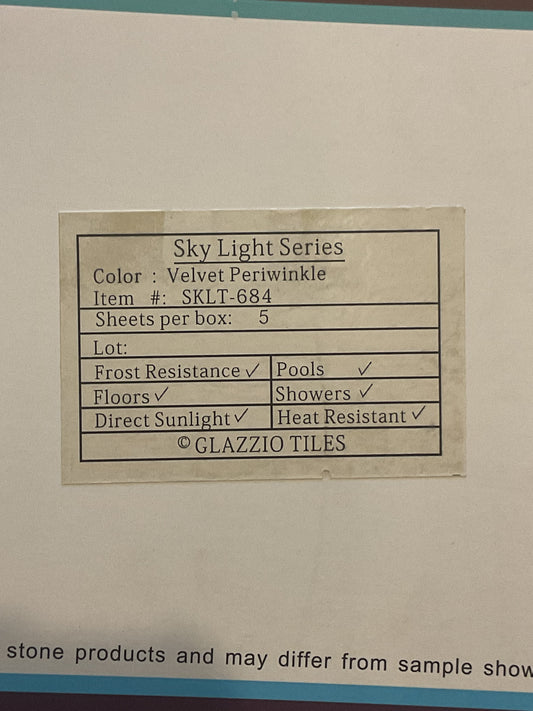 Sky Light Series
Color : Velvet Periwinkle
Item #: SKLT-684
Sheets per box: 5
Lot:
Frost Resistance ✓ Pools ✓
Floors ✓ Showers ✓
Direct Sunlight ✓ Heat Resistant ✓
© GLAZZIO TILES
stone products and may differ from sample show